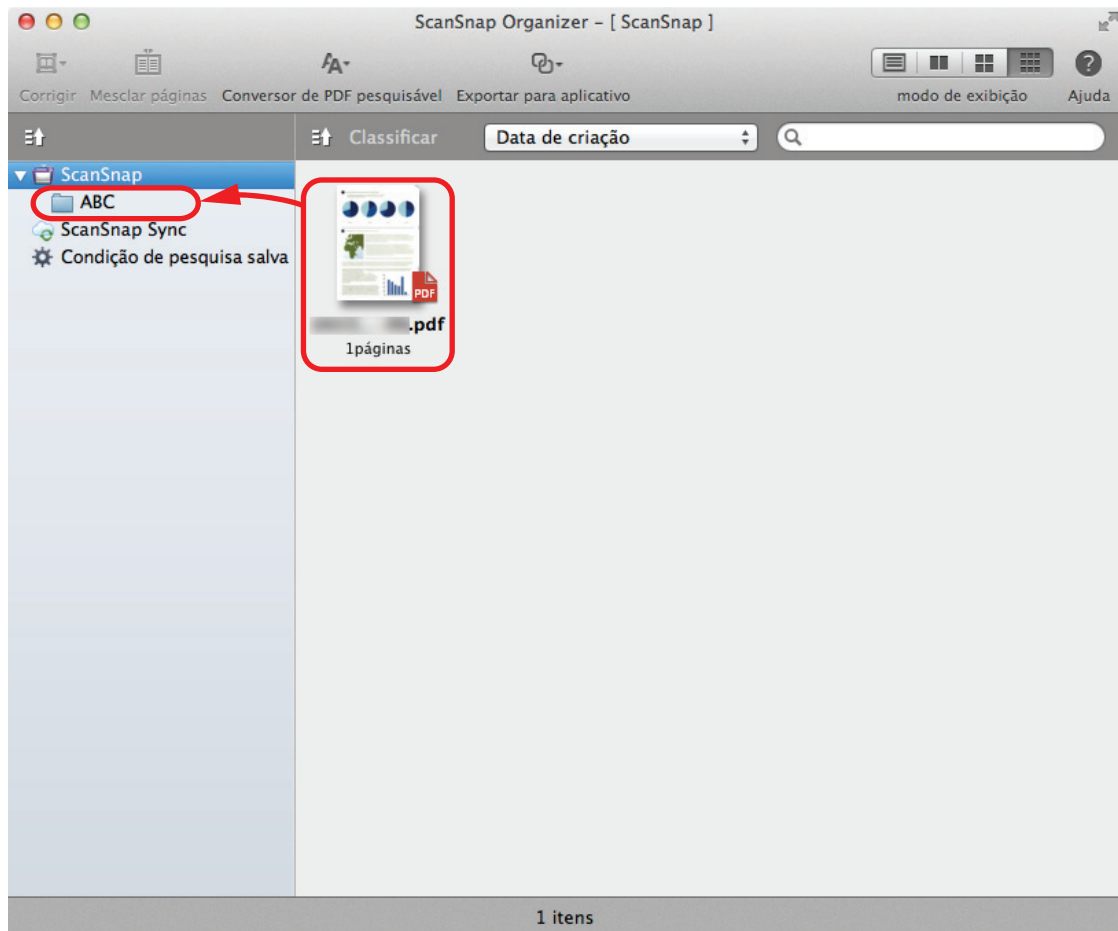 ScanSnap Organizer – [ ScanSnap ]
Corrigir Mesclar páginas Conversor de PDF pesquisável Exportar para aplicativo modo de exibição Ajuda
Classificar Data de criação
ScanSnap
ABC
ScanSnap Sync
Condição de pesquisa salva
PDF
.pdf
1páginas
1 itens